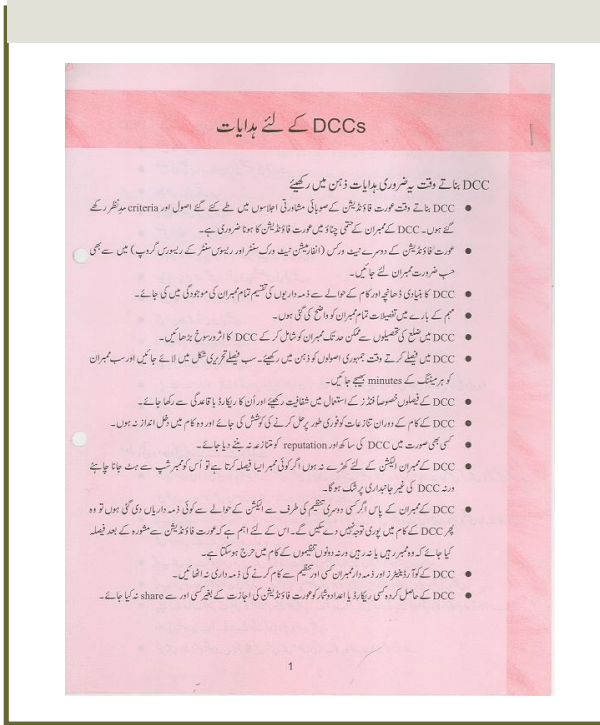 DCCs کے لئے ہدایات
DCC بناتے وقت یہ ضروری ہدایات ذہن میں رکھیئے
● DCC بناتے وقت عورت فاؤنڈیشن کے صوبائی مشاورتی اجلاسوں میں طے کئے گئے اصول اور criteria مدنظر رکھے
گئے ہوں۔ DCC کے ممبران کے حتمی چناؤ میں عورت فاؤنڈیشن کا ہونا ضروری ہے۔
● عورت فاؤنڈیشن کے دوسرے نیٹ ورکس (انفارمیشن نیٹ ورک سنٹر اور ریسورس سنٹر کے ریسورس گروپ) میں سے بھی
حسب ضرورت ممبران لئے جائیں۔
● DCC کا بنیادی ڈھانچہ اور کام کے حوالے سے ذمہ داریوں کی تقسیم تمام ممبران کی موجودگی میں کی جائے۔
● مہم کے بارے میں تفصیلات تمام ممبران کو واضح کی گئی ہوں۔
● DCC میں ضلع کی تحصیلوں سے ممکن حد تک ممبران کو شامل کر کے DCC کا اثر و رسوخ بڑھائیں۔
● DCC میں فیصلے کرتے وقت جمہوری اصولوں کو ذہن میں رکھیئے۔ سب فیصلے تحریری شکل میں لائے جائیں اور سب ممبران
کو ہر میٹنگ کے minutes بھیجے جائیں۔
● DCC کے فیصلوں خصوصاً فنڈز کے استعمال میں شفافیت رکھیئے اور اُن کا ریکارڈ باقاعدگی سے رکھا جائے۔
● DCC کے کام کے دوران تنازعات کو فوری طور پر حل کرنے کی کوشش کی جائے اور وہ کام میں دخل انداز نہ ہوں۔
● کسی بھی صورت میں DCC کی ساکھ اور reputation کو متنازعہ نہ بننے دیا جائے۔
● DCC کے ممبران الیکشن کے لئے کھڑے نہ ہوں اگر کوئی ممبر ایسا فیصلہ کرتا ہے تو اُس کو ممبر شپ سے ہٹ جانا چاہئے
ورنہ DCC کی غیر جانبداری پر شک ہوگا۔
● DCC کے ممبران کے پاس اگر کسی دوسری تنظیم کی طرف سے الیکشن کے حوالے سے کوئی ذمہ داریاں دی گئی ہوں تو وہ
پھر DCC کے کام میں پوری توجہ نہیں دے سکیں گے۔ اس کے لئے اہم ہے کہ عورت فاؤنڈیشن سے مشورہ کے بعد فیصلہ
کیا جائے کہ وہ ممبر رہیں یا نہ رہیں ورنہ دونوں تنظیموں کے کام میں حرج ہوسکتا ہے۔
● DCC کے کوآرڈینیٹرز اور ذمہ دار ممبران کسی اور تنظیم سے کام کرنے کی ذمہ داری نہ اٹھائیں۔
● DCC کے حاصل کردہ کسی ریکارڈ یا اعداد و شمار کو عورت فاؤنڈیشن کی اجازت کے بغیر کسی اور سے share نہ کیا جائے۔
1